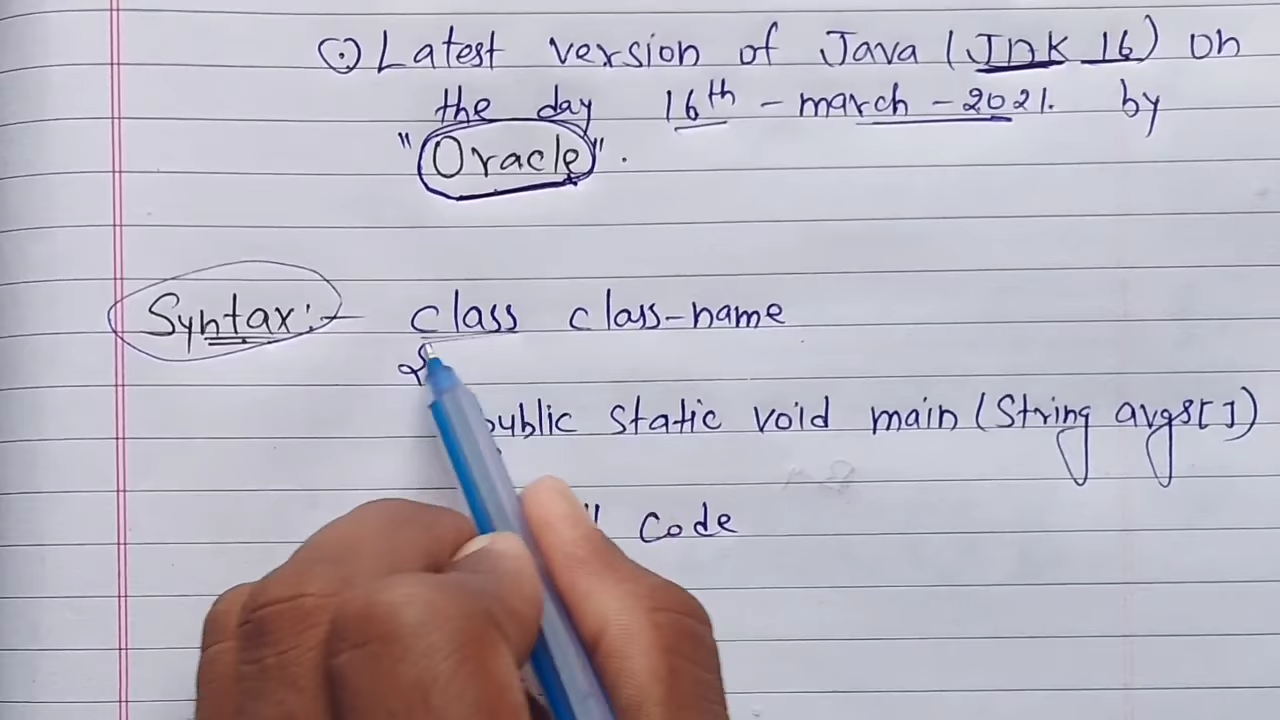 ⊙ Latest version of Java (JDK 16) on
the day 16th - march - 2021. by
"Oracle".
Syntax:- class class-name
{
public static void main (String args[])
// Code